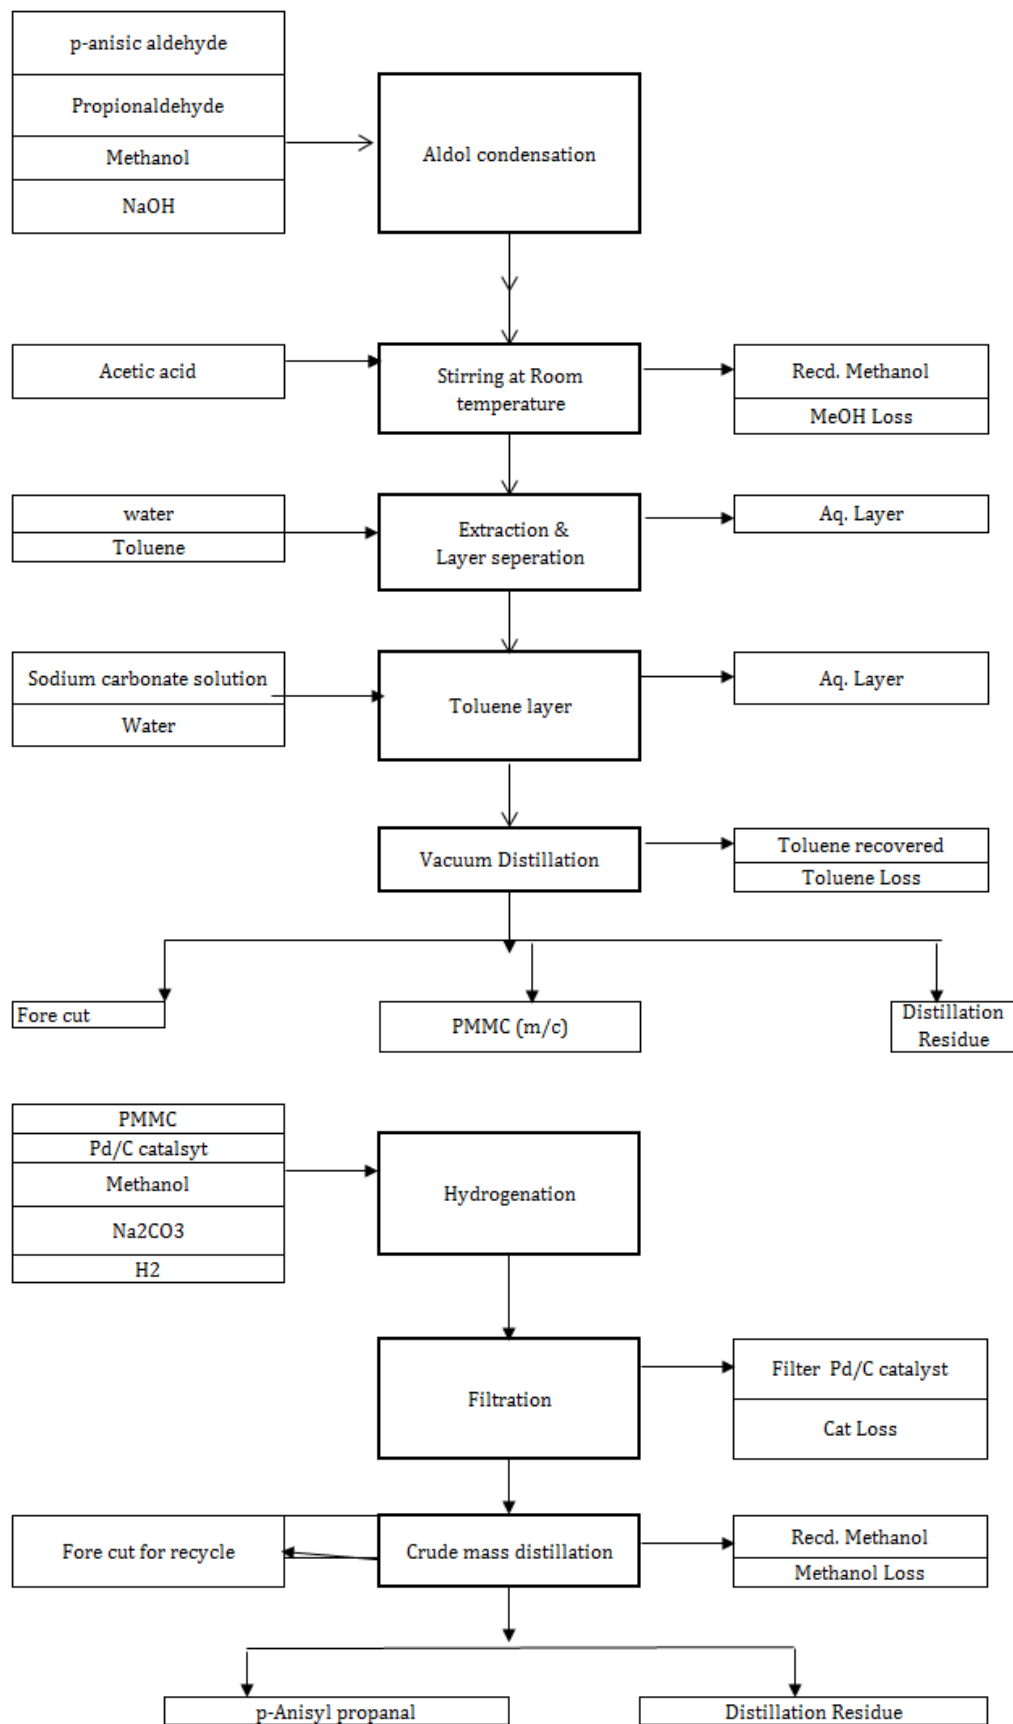 p-anisic aldehyde
Propionaldehyde
Methanol
NaOH
Aldol condensation
Acetic acid
Stirring at Room
temperature
Recd. Methanol
MeOH Loss
water
Toluene
Extraction &
Layer seperation
Aq. Layer
Sodium carbonate solution
Water
Toluene layer
Aq. Layer
Vacuum Distillation
Toluene recovered
Toluene Loss
Fore cut
PMMC (m/c)
Distillation
Residue
PMMC
Pd/C catalsyt
Methanol
Na2CO3
H2
Hydrogenation
Filtration
Filter Pd/C catalyst
Cat Loss
Fore cut for recycle
Crude mass distillation
Recd. Methanol
Methanol Loss
p-Anisyl propanal
Distillation Residue